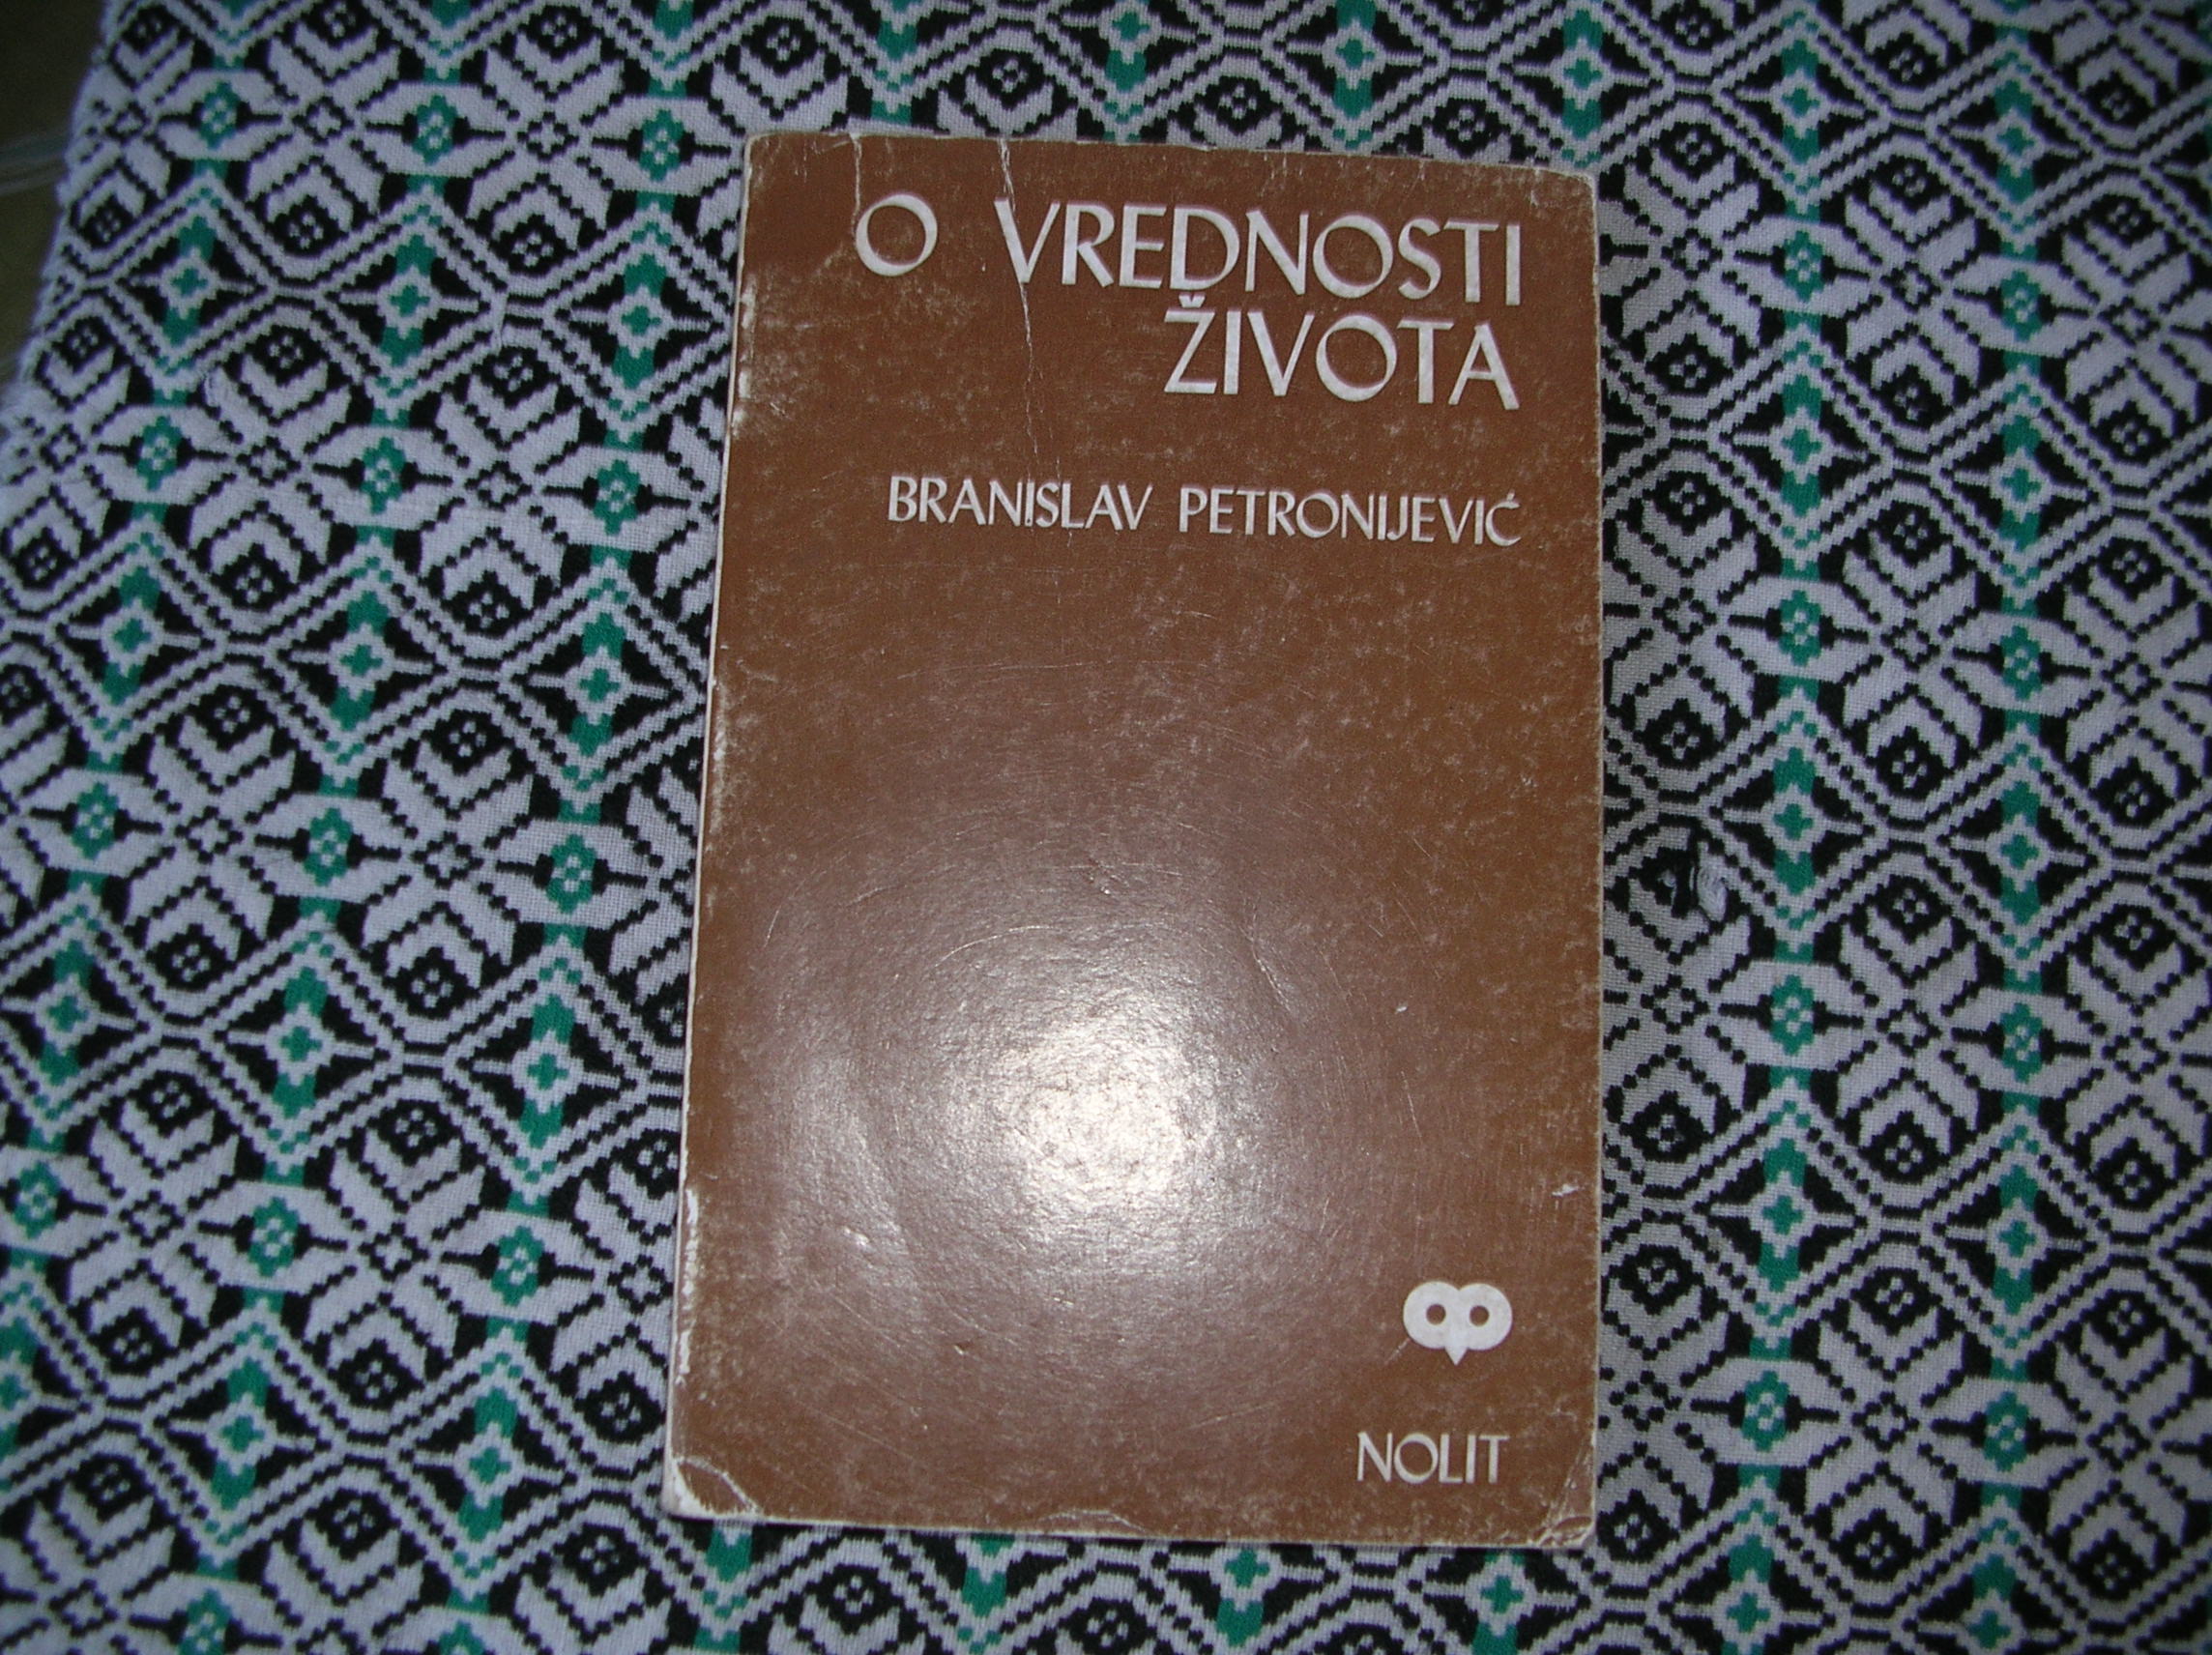 O VREDNOSTI
ŽIVOTA
BRANISLAV PETRONIJEVIĆ
NOLIT